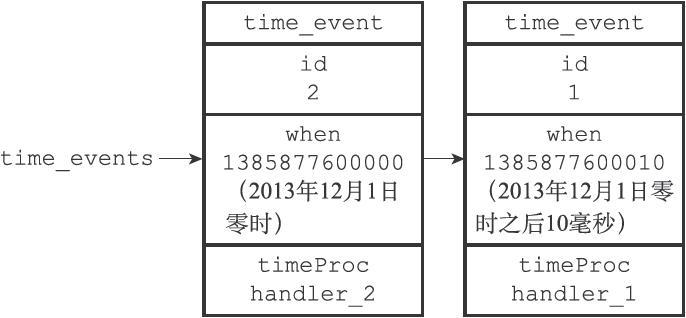 time_events
time_event
id
2
when
1385877600000
（2013年12月1日
零时）
timeProc
handler_2
time_event
id
1
when
1385877600010
（2013年12月1日零
时之后10毫秒）
timeProc
handler_1